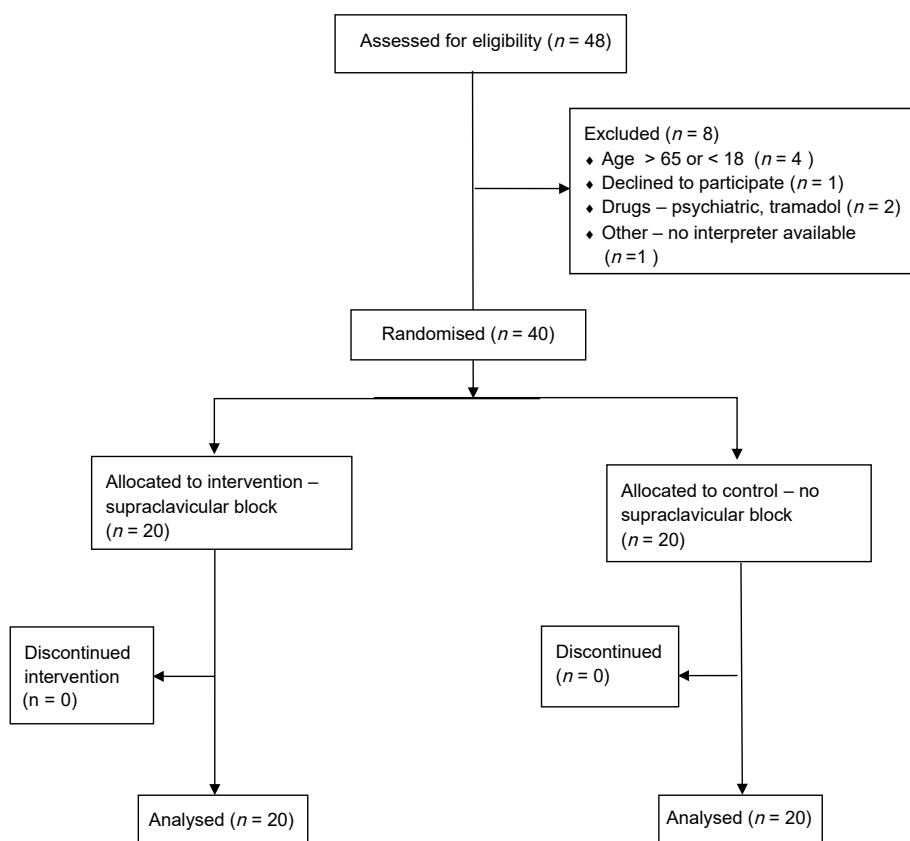 Assessed for eligibility (n = 48)
Excluded (n = 8)
♦ Age > 65 or < 18 (n = 4 )
♦ Declined to participate (n = 1)
♦ Drugs – psychiatric, tramadol (n = 2)
♦ Other – no interpreter available
(n =1 )
Randomised (n = 40)
Allocated to intervention –
supraclavicular block
(n = 20)
Allocated to control – no
supraclavicular block
(n = 20)
Discontinued
intervention
(n = 0)
Discontinued
(n = 0)
Analysed (n = 20)
Analysed (n = 20)